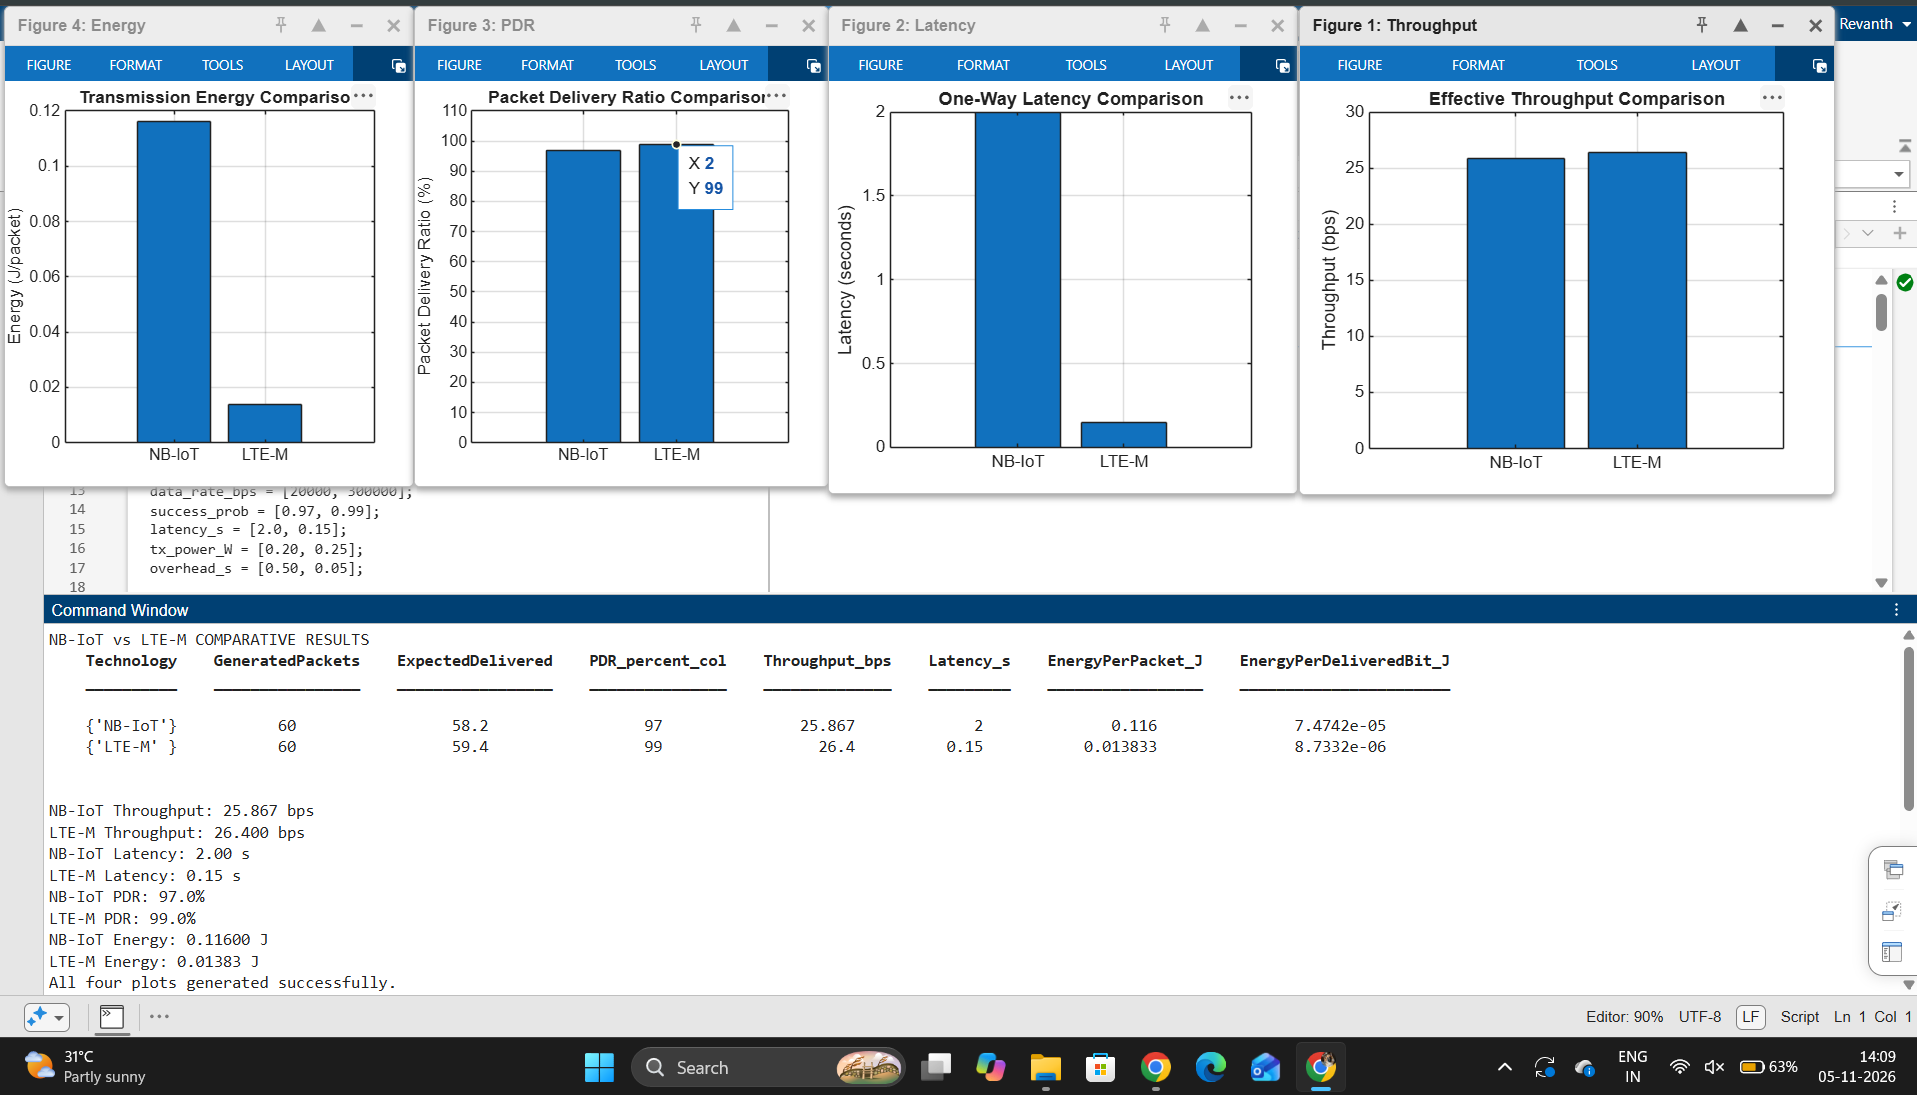 Figure 4: Energy
FIGURE FORMAT TOOLS LAYOUT
Transmission Energy Compariso
Energy (J/packet)
0.12
0.1
0.08
0.06
0.04
0.02
0
NB-IoT LTE-M
Figure 3: PDR
FIGURE FORMAT TOOLS LAYOUT
Packet Delivery Ratio Comparison
Packet Delivery Ratio (%)
110
100
90
80
70
60
50
40
30
20
10
0
X 2
Y 99
NB-IoT LTE-M
Figure 2: Latency
FIGURE FORMAT TOOLS LAYOUT
One-Way Latency Comparison
Latency (seconds)
2
1.5
1
0.5
0
NB-IoT LTE-M
Figure 1: Throughput
FIGURE FORMAT TOOLS LAYOUT
Effective Throughput Comparison
Throughput (bps)
30
25
20
15
10
5
0
NB-IoT LTE-M
Revanth
13 data_rate_bps = [20000, 300000];
14 success_prob = [0.97, 0.99];
15 latency_s = [2.0, 0.15];
16 tx_power_W = [0.20, 0.25];
17 overhead_s = [0.50, 0.05];
18
Command Window
NB-IoT vs LTE-M COMPARATIVE RESULTS
Technology GeneratedPackets ExpectedDelivered PDR_percent_col Throughput_bps Latency_s EnergyPerPacket_J EnergyPerDeliveredBit_J
{'NB-IoT'} 60 58.2 97 25.867 2 0.116 7.4742e-05
{'LTE-M' } 60 59.4 99 26.4 0.15 0.013833 8.7332e-06
NB-IoT Throughput: 25.867 bps
LTE-M Throughput: 26.400 bps
NB-IoT Latency: 2.00 s
LTE-M Latency: 0.15 s
NB-IoT PDR: 97.0%
LTE-M PDR: 99.0%
NB-IoT Energy: 0.11600 J
LTE-M Energy: 0.01383 J
All four plots generated successfully.
Editor: 90% UTF-8 LF Script Ln 1 Col 1
31°C
Partly sunny
Search
ENG
IN
63%
14:09
05-11-2026